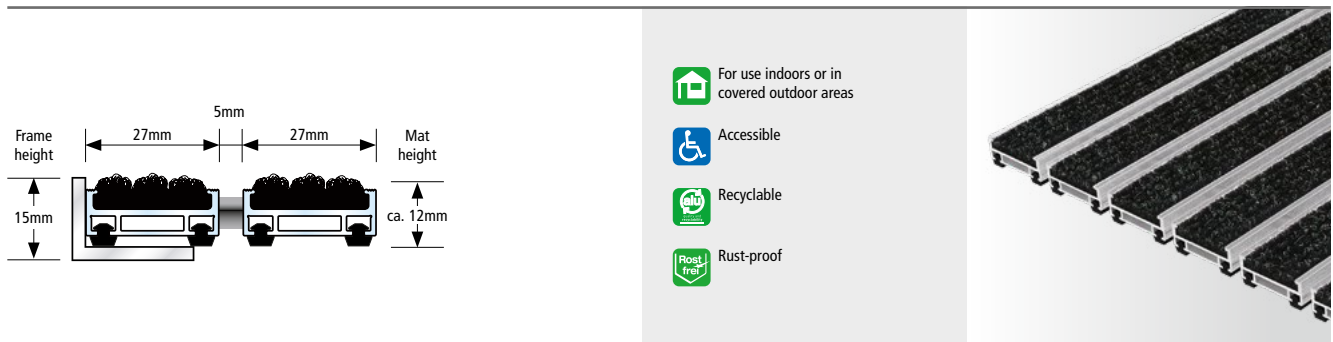 5mm
Frame
height
27mm
27mm
Mat
height
15mm
ca. 12mm
For use indoors or in
covered outdoor areas
Accessible
alu
Recyclable
Rost
frei
Rust-proof